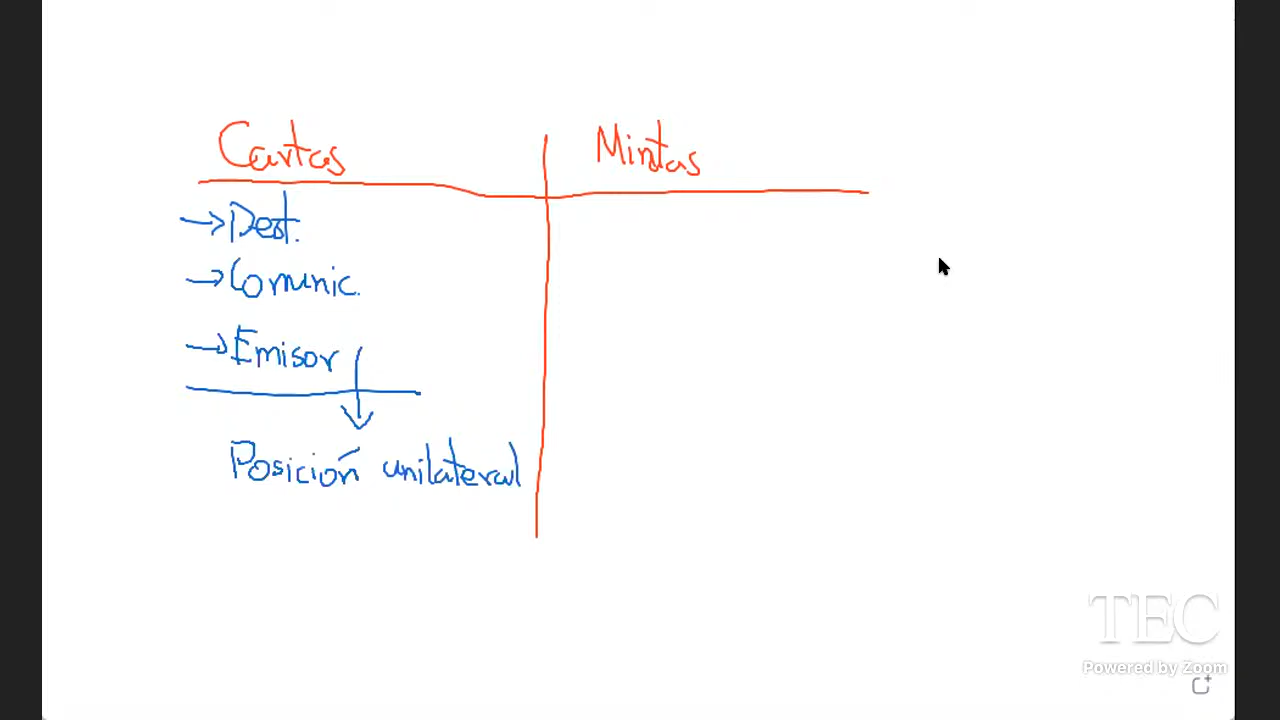 Cartas
Mintas
→Dest.
→Comunic.
→Emisor
Posición unilateral
TEC
Powered by Zoom